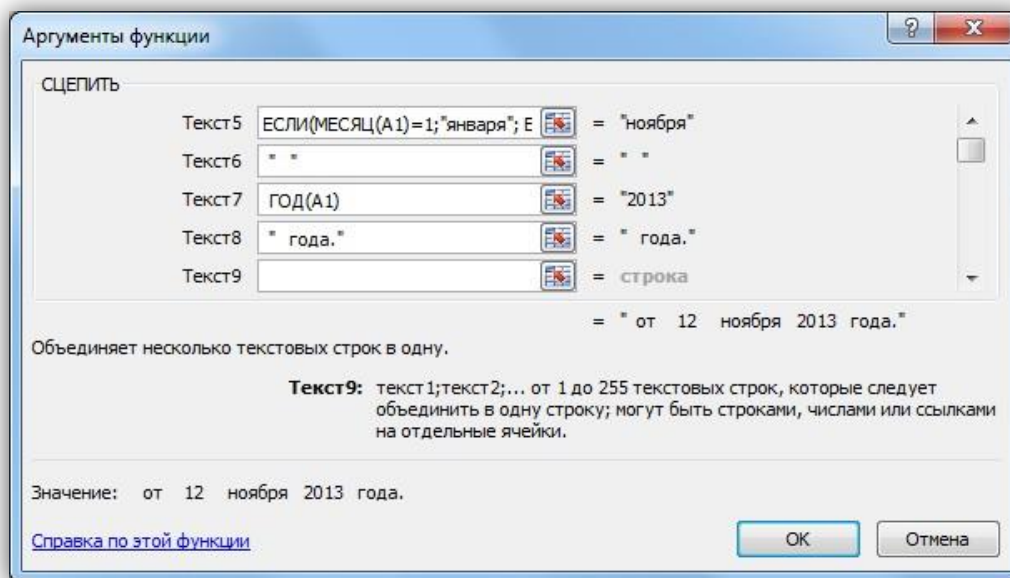 Аргументы функции
СЦЕПИТЬ
Текст5 ЕСЛИ(МЕСЯЦ(A1)=1;"января"; Е = "ноября"
Текст6 " " = " "
Текст7 ГОД(A1) = "2013"
Текст8 " года." = " года."
Текст9 = строка
= " от 12 ноября 2013 года."
Объединяет несколько текстовых строк в одну.
Текст9: текст1;текст2;... от 1 до 255 текстовых строк, которые следует
объединить в одну строку; могут быть строками, числами или ссылками
на отдельные ячейки.
Значение: от 12 ноября 2013 года.
Справка по этой функции
ОК Отмена